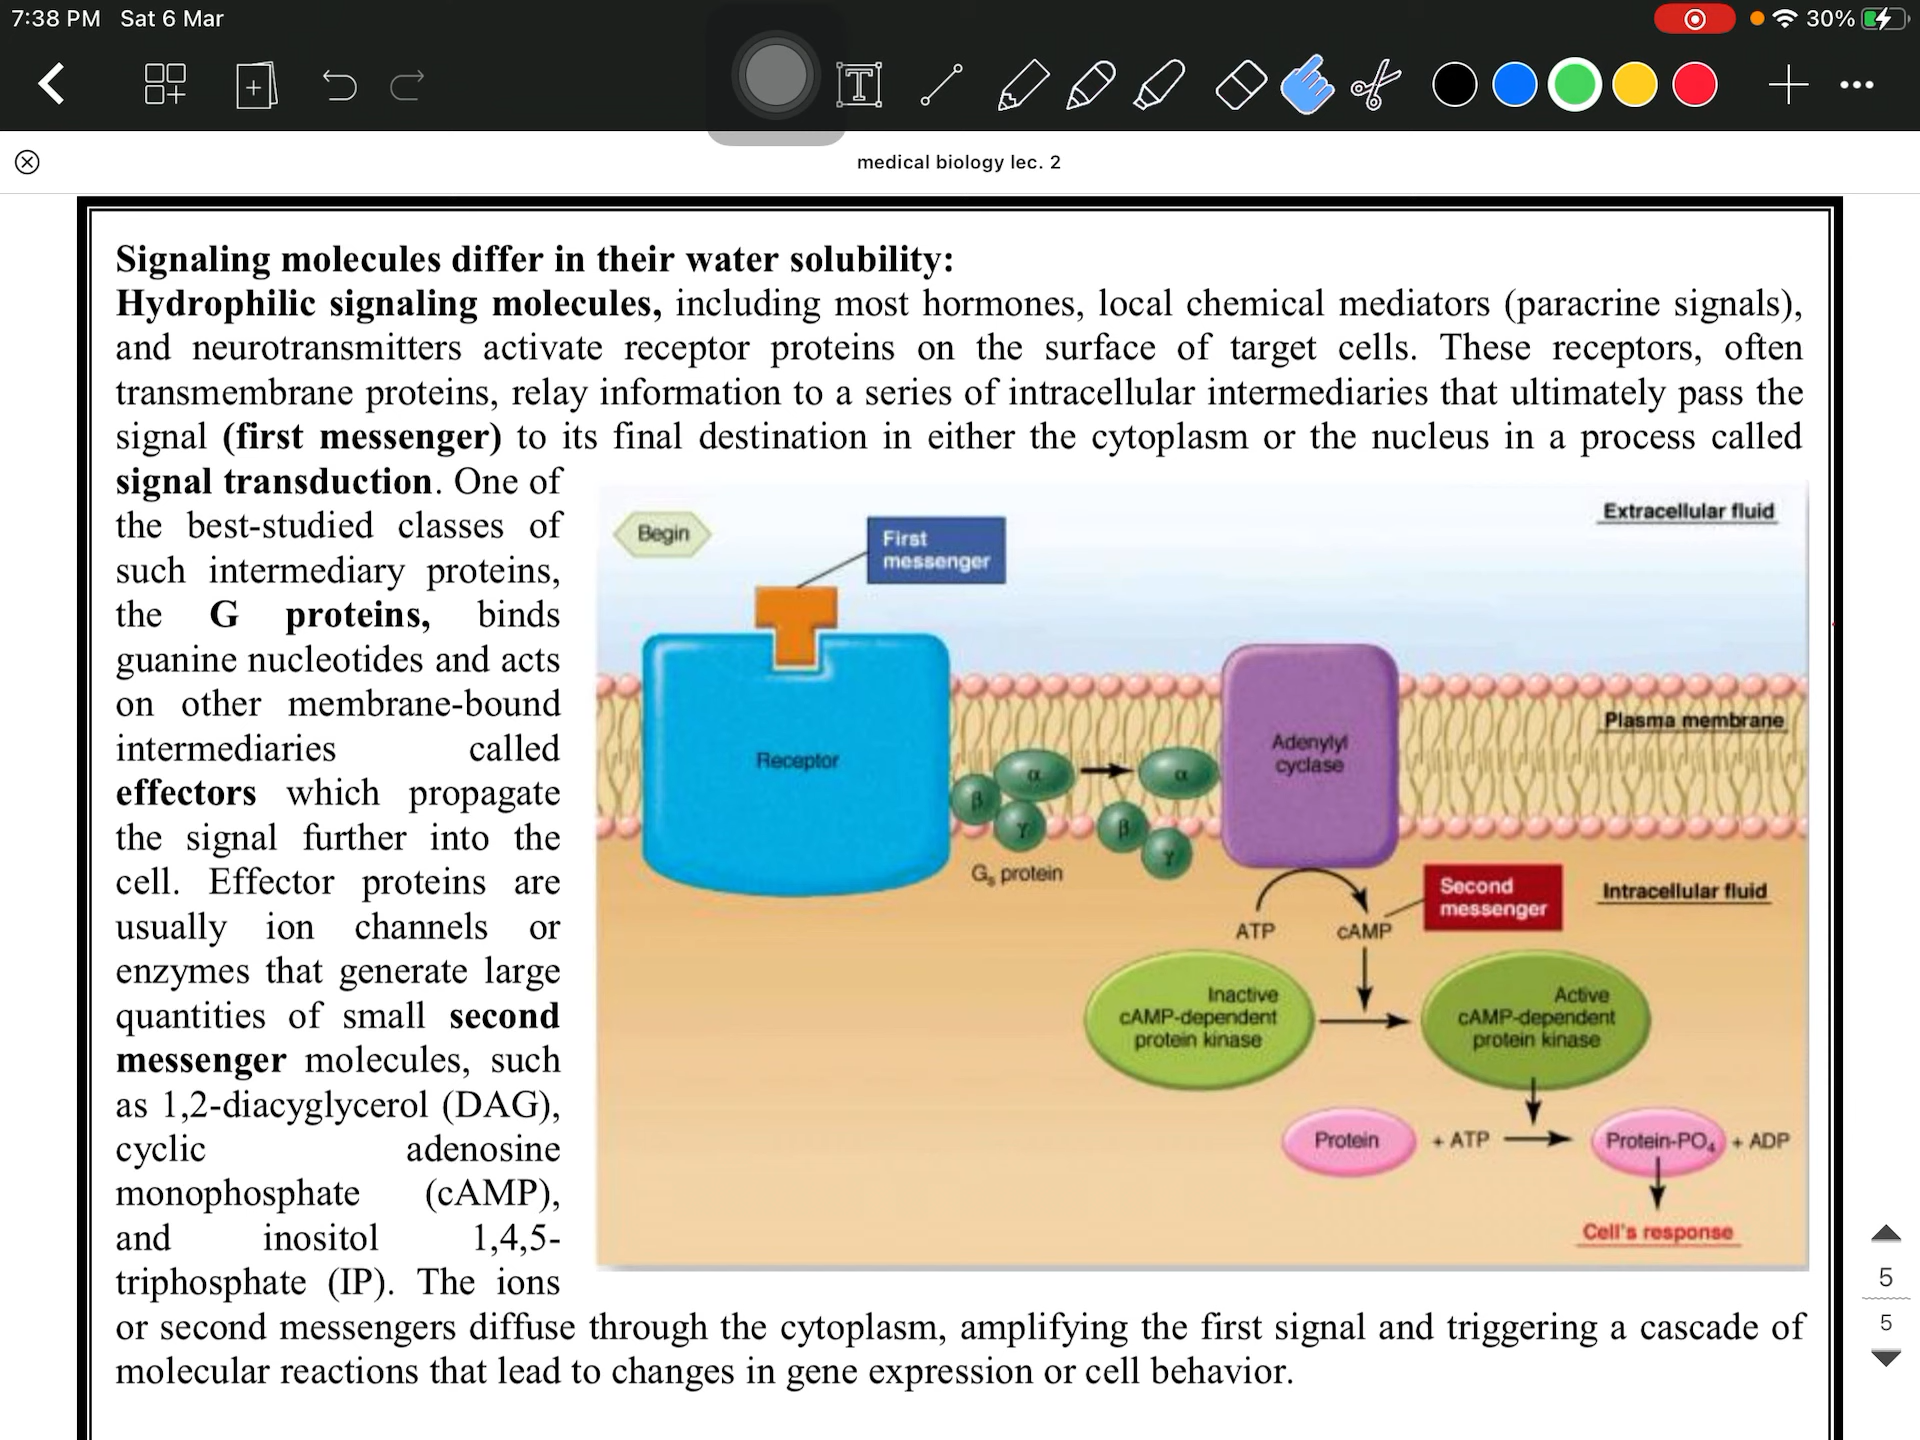 7:38 PM Sat 6 Mar
30%
T
medical biology lec. 2
Signaling molecules differ in their water solubility:
Hydrophilic signaling molecules, including most hormones, local chemical mediators (paracrine signals),
and neurotransmitters activate receptor proteins on the surface of target cells. These receptors, often
transmembrane proteins, relay information to a series of intracellular intermediaries that ultimately pass the
signal (first messenger) to its final destination in either the cytoplasm or the nucleus in a process called
signal transduction. One of
the best-studied classes of
such intermediary proteins,
the G proteins, binds
guanine nucleotides and acts
on other membrane-bound
intermediaries called
effectors which propagate
the signal further into the
cell. Effector proteins are
usually ion channels or
enzymes that generate large
quantities of small second
messenger molecules, such
as 1,2-diacyglycerol (DAG),
cyclic adenosine
monophosphate (cAMP),
and inositol 1,4,5-
triphosphate (IP). The ions
or second messengers diffuse through the cytoplasm, amplifying the first signal and triggering a cascade of
molecular reactions that lead to changes in gene expression or cell behavior.
Begin
First
messenger
Extracellular fluid
Receptor
Adenylyl
cyclase
Plasma membrane
α
β
γ
α
β
γ
Gs protein
Second
messenger
Intracellular fluid
ATP
cAMP
Inactive
cAMP-dependent
protein kinase
Active
cAMP-dependent
protein kinase
Protein + ATP
Protein-PO4 + ADP
Cell's response
5
5